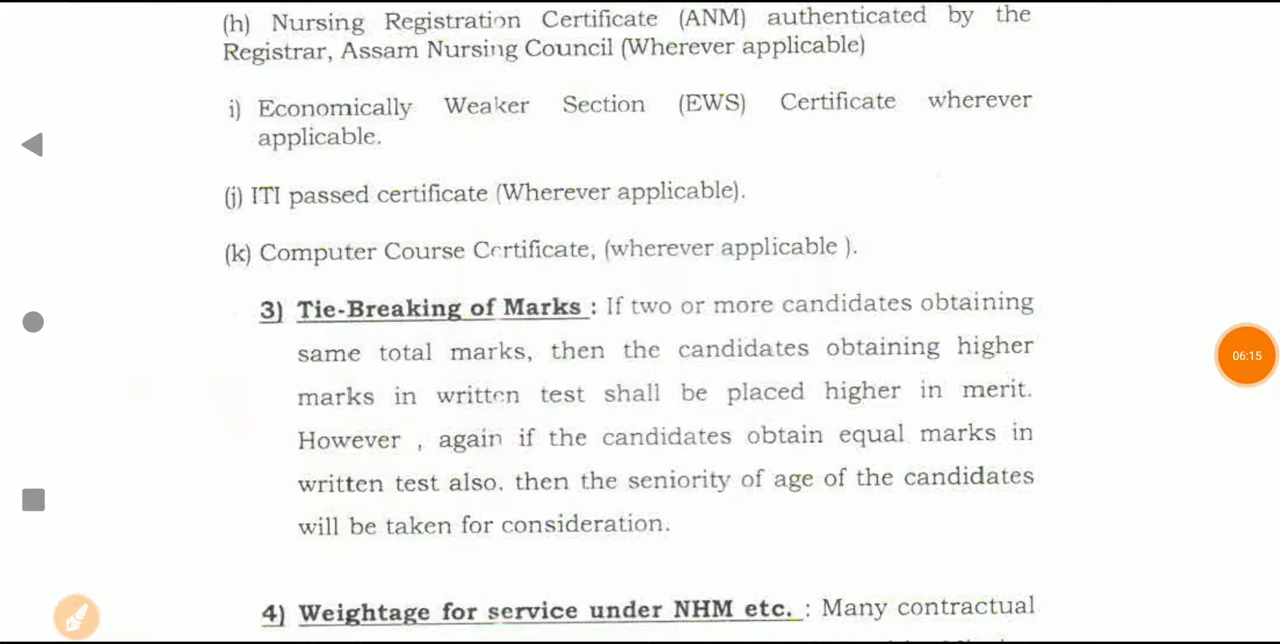 (h) Nursing Registration Certificate (ANM) authenticated by the
Registrar, Assam Nursing Council (Wherever applicable)
i) Economically Weaker Section (EWS) Certificate wherever
applicable.
(j) ITI passed certificate (Wherever applicable).
(k) Computer Course Certificate, (wherever applicable ).
3) Tie-Breaking of Marks : If two or more candidates obtaining
same total marks, then the candidates obtaining higher
marks in written test shall be placed higher in merit.
However , again if the candidates obtain equal marks in
written test also. then the seniority of age of the candidates
will be taken for consideration.
4) Weightage for service under NHM etc. : Many contractual
06:15